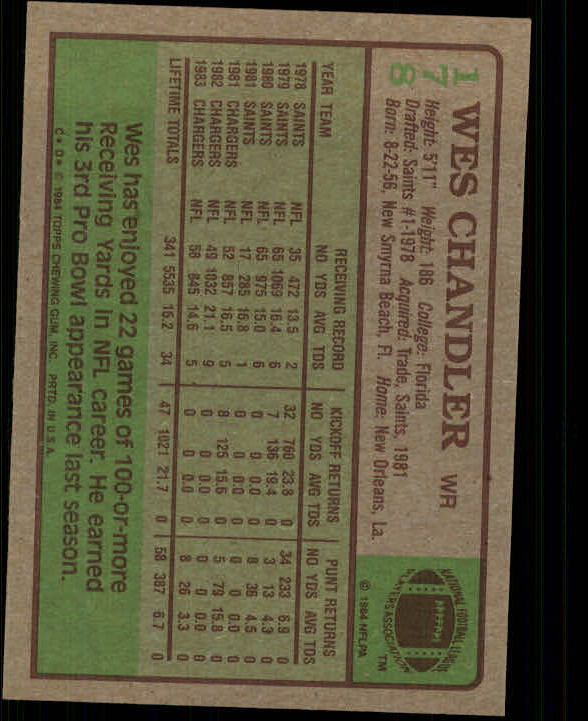 178
WES CHANDLER WR
Height: 5'11" Weight: 186 College: Florida
Drafted: Saints #1-1978 Acquired: Trade, Saints, 1981
Born: 8-22-56, New Smyrna Beach, Fl. Home: New Orleans, La.
NATIONAL FOOTBALL LEAGUE
PLAYERS ASSOCIATION
TM
© 1984 NFLPA
RECEIVING RECORD KICKOFF RETURNS PUNT RETURNS
YEAR TEAM NO YDS AVG TDS NO YDS AVG TDS NO YDS AVG TDS
1978 SAINTS NFL 35 472 13.5 2 32 760 23.8 0 34 233 6.9 0
1979 SAINTS NFL 65 1069 16.4 6 7 136 19.4 0 3 13 4.3 0
1980 SAINTS NFL 65 975 15.0 6 0 0 0.0 0 8 36 4.5 0
1981 SAINTS NFL 17 285 16.8 1 0 0 0.0 0 0 0 0.0 0
1981 CHARGERS NFL 52 857 16.5 5 8 125 15.6 0 5 79 15.8 0
1982 CHARGERS NFL 49 1032 21.1 9 0 0 0.0 0 0 0 0.0 0
1983 CHARGERS NFL 58 845 14.6 5 0 0 0.0 0 8 26 3.3 0
LIFETIME TOTALS 341 5535 16.2 34 47 1021 21.7 0 58 387 6.7 0
Wes has enjoyed 22 games of 100-or-more
Receiving Yards in NFL career. He earned
his 3rd Pro Bowl appearance last season.
C * D * © 1984 TOPPS CHEWING GUM, INC. PRTD. IN U.S.A.